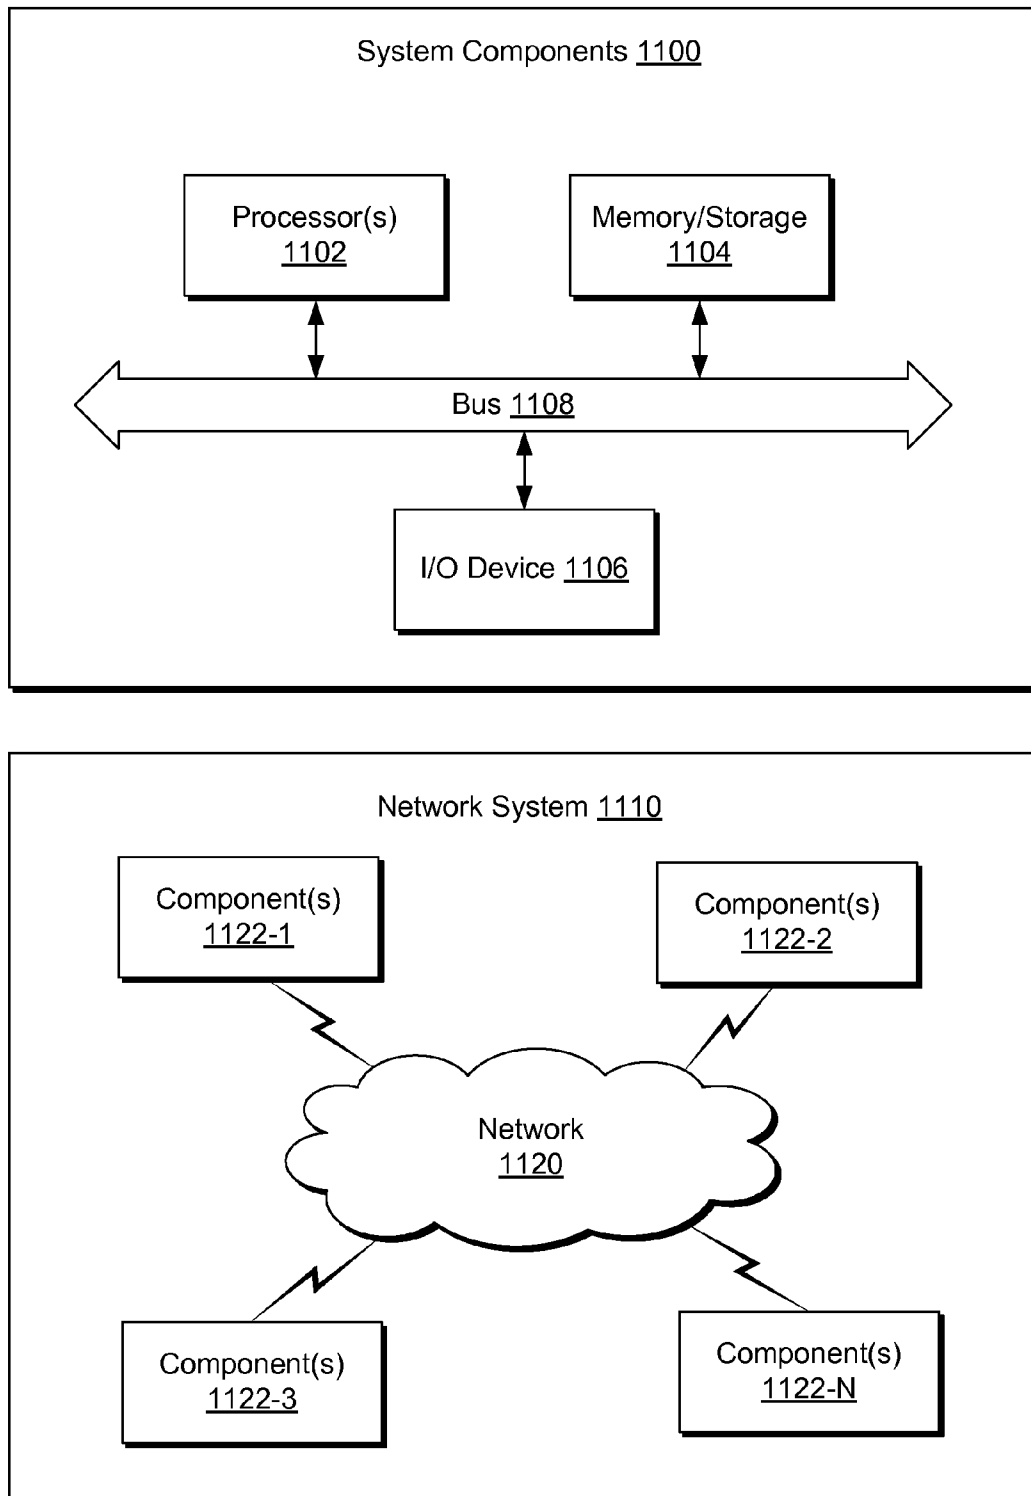 System Components 1100
Processor(s)
1102
Memory/Storage
1104
Bus 1108
I/O Device 1106
Network System 1110
Component(s)
1122-1
Component(s)
1122-2
Network
1120
Component(s)
1122-3
Component(s)
1122-N